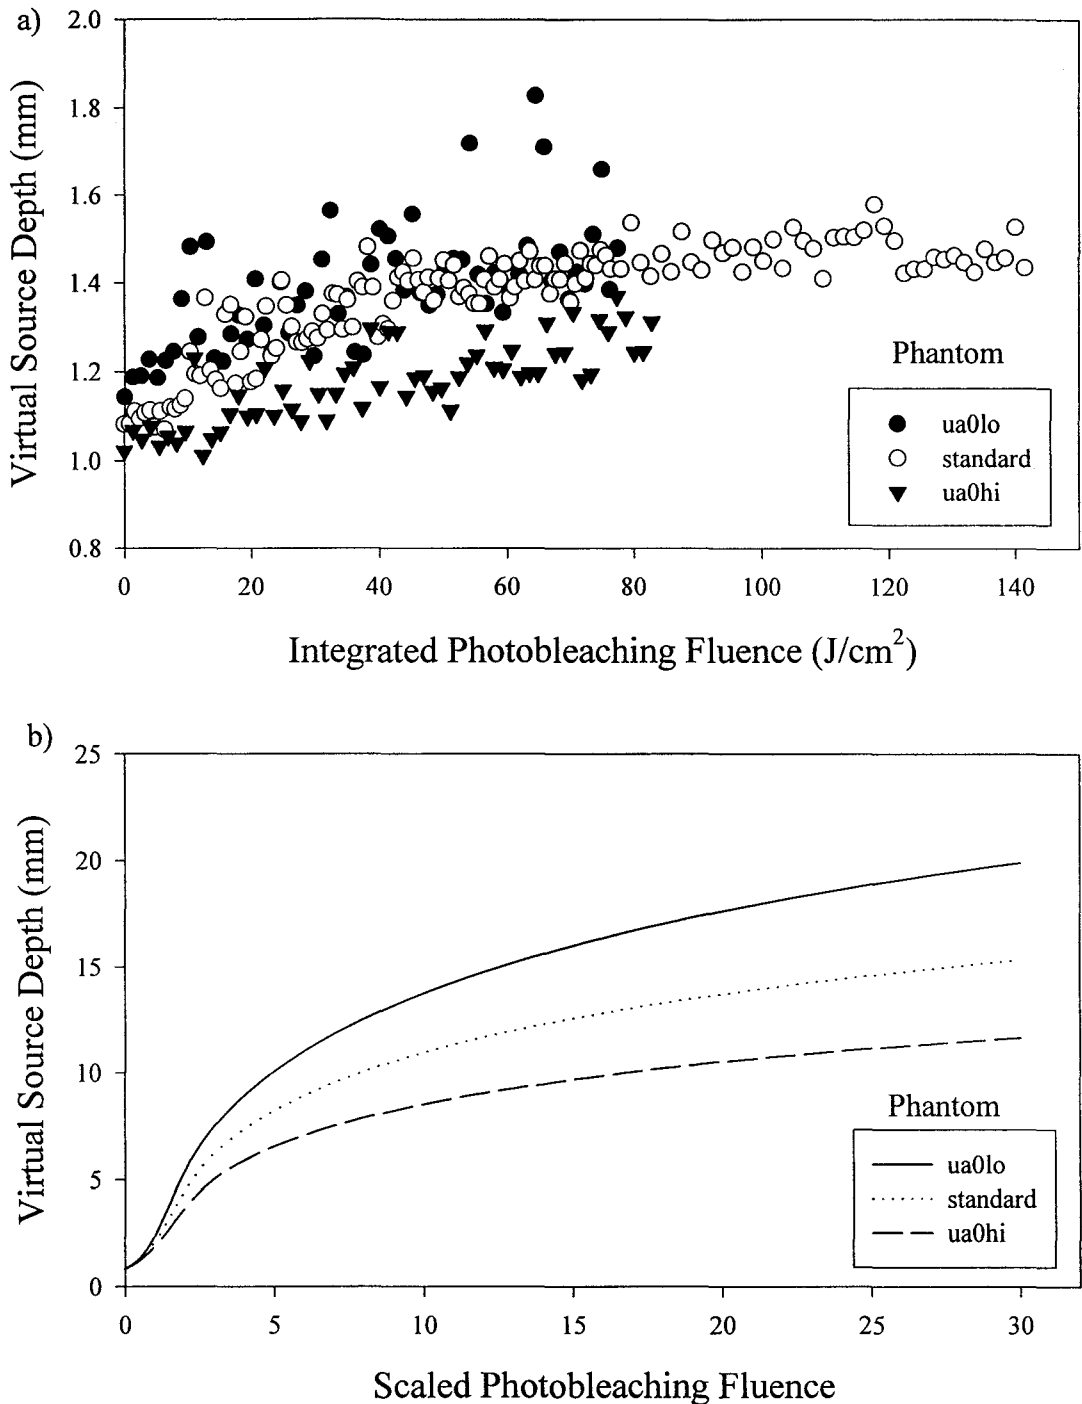 a)
2.0
1.8
1.6
1.4
1.2
1.0
0.8
Virtual Source Depth (mm)
Phantom
ua0lo
standard
ua0hi
0 20 40 60 80 100 120 140
Integrated Photobleaching Fluence (J/cm²)
b)
25
20
15
10
5
0
Virtual Source Depth (mm)
Phantom
ua0lo
standard
ua0hi
0 5 10 15 20 25 30
Scaled Photobleaching Fluence